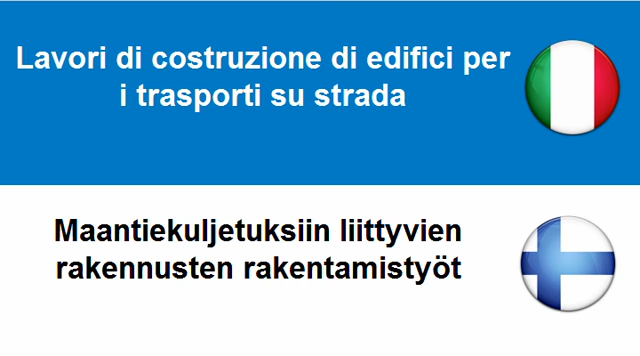 Lavori di costruzione di edifici per
i trasporti su strada
Maantiekuljetuksiin liittyvien
rakennusten rakentamistyöt